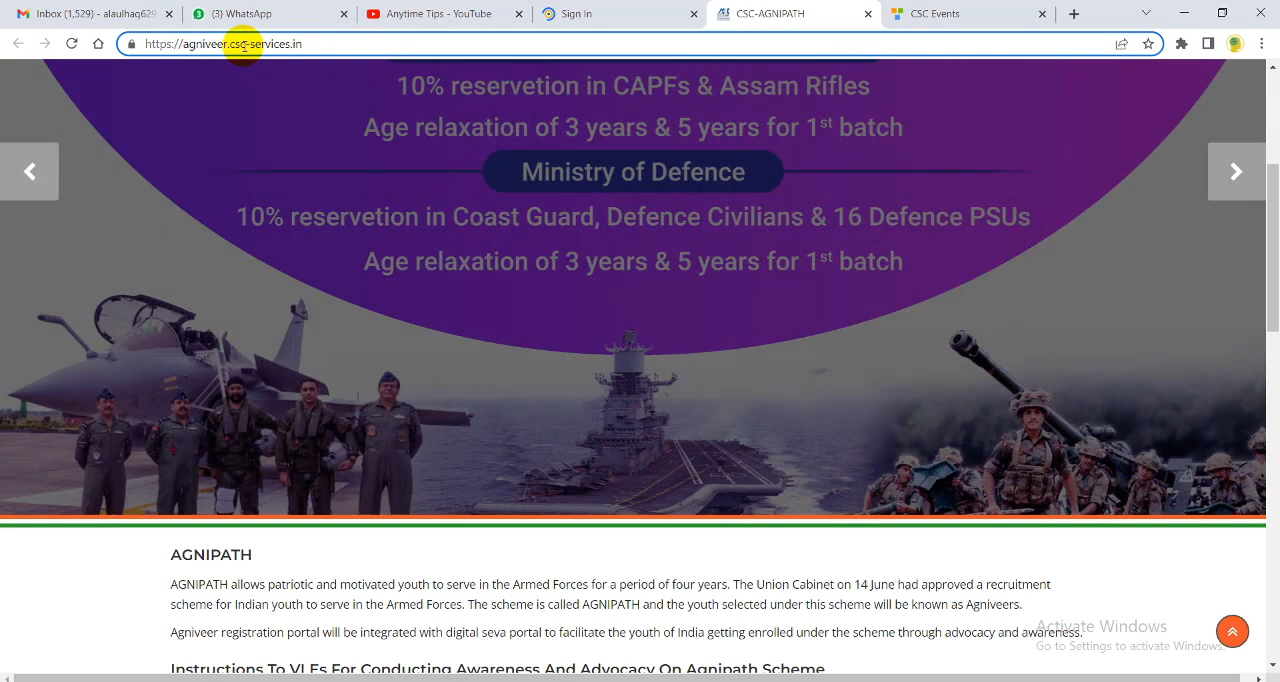 Inbox (1,529) - alaulhaq629
3 (3) WhatsApp
Anytime Tips - YouTube
Sign In
CSC-AGNIPATH
CSC Events
https://agniveer.csc-services.in
10% reservetion in CAPFs & Assam Rifles
Age relaxation of 3 years & 5 years for 1st batch
Ministry of Defence
10% reservetion in Coast Guard, Defence Civilians & 16 Defence PSUs
Age relaxation of 3 years & 5 years for 1st batch
AGNIPATH
AGNIPATH allows patriotic and motivated youth to serve in the Armed Forces for a period of four years. The Union Cabinet on 14 June had approved a recruitment
scheme for Indian youth to serve in the Armed Forces. The scheme is called AGNIPATH and the youth selected under this scheme will be known as Agniveers.
Agniveer registration portal will be integrated with digital seva portal to facilitate the youth of India getting enrolled under the scheme through advocacy and awareness.
Activate Windows
Go to Settings to activate Windows.
Instructions To VLEs For Conducting Awareness And Advocacy On Agnipath Scheme